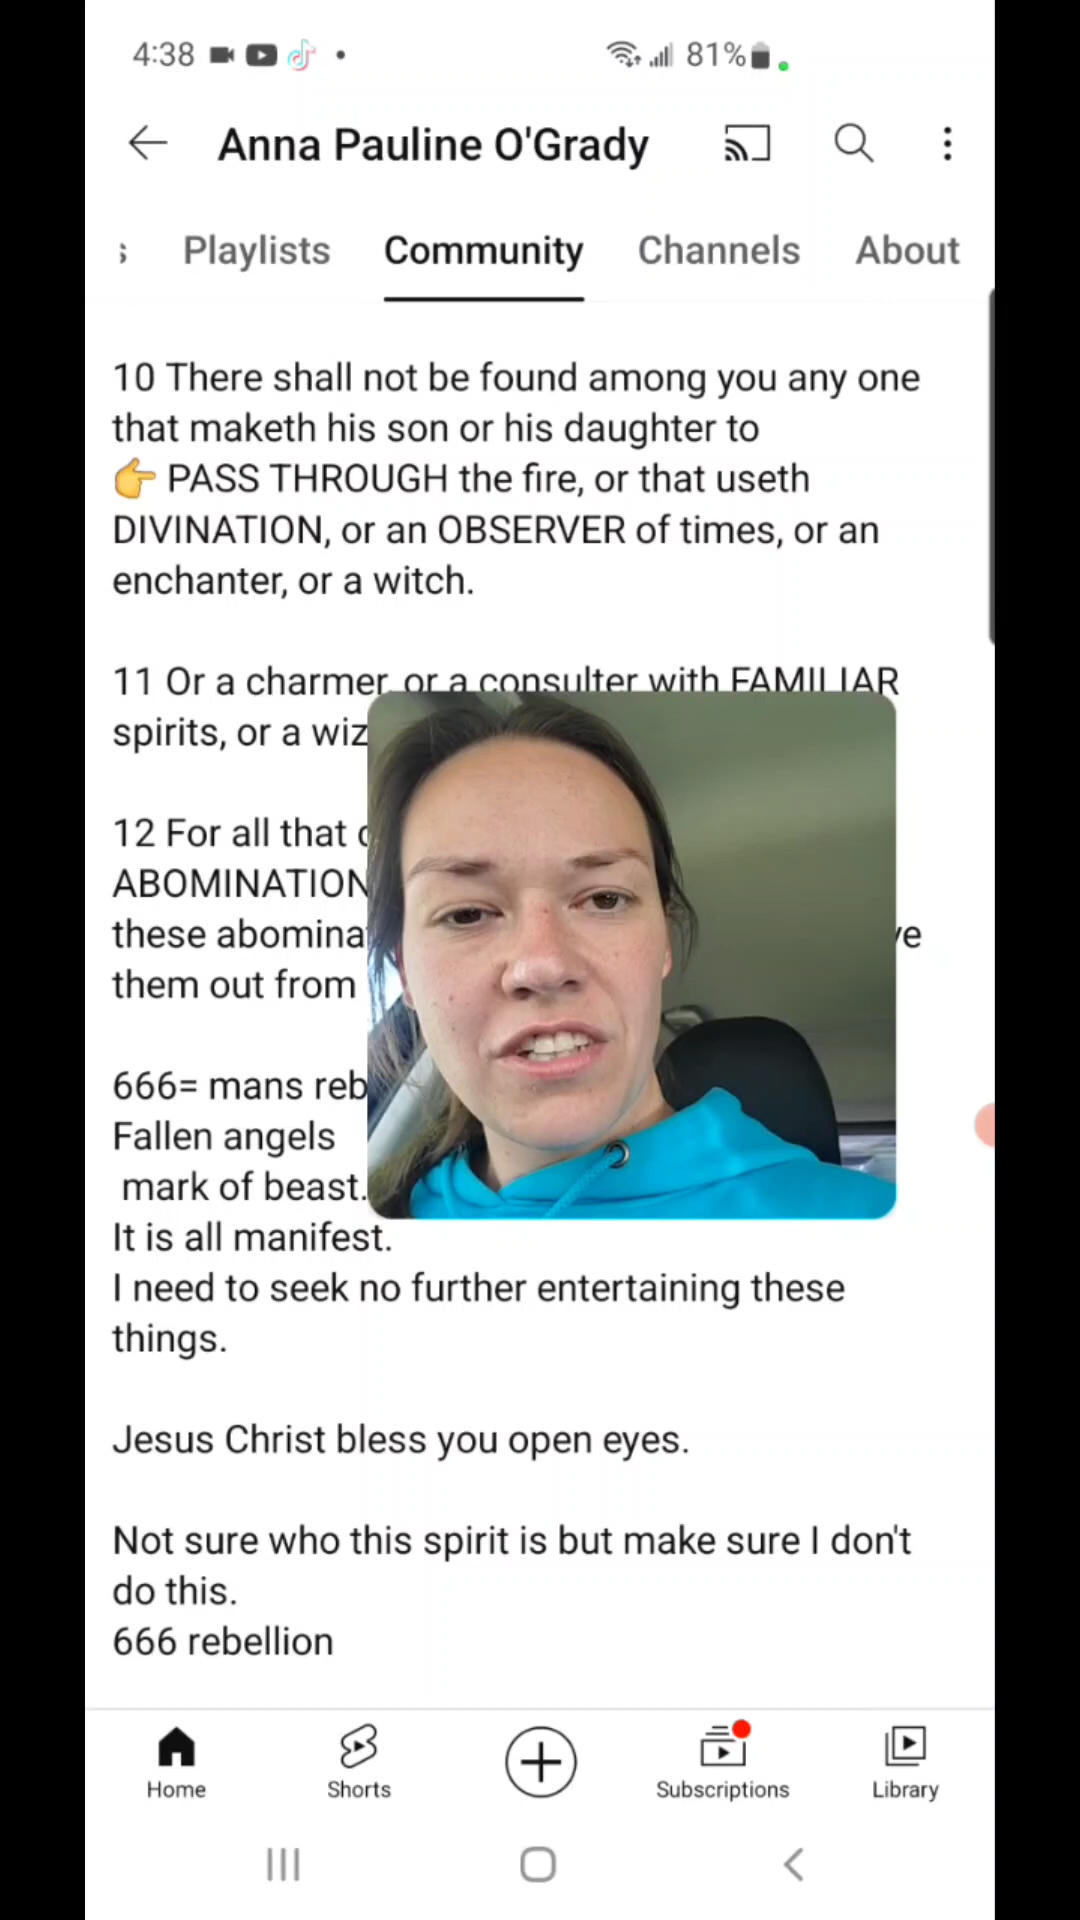 4:38 81%
Anna Pauline O'Grady
s Playlists Community Channels About
10 There shall not be found among you any one
that maketh his son or his daughter to
👉 PASS THROUGH the fire, or that useth
DIVINATION, or an OBSERVER of times, or an
enchanter, or a witch.
11 Or a charmer, or a consulter with FAMILIAR
spirits, or a wiz
12 For all that
ABOMINATION
these abomina
them out from
666= mans reb
Fallen angels
mark of beast.
It is all manifest.
I need to seek no further entertaining these
things.
Jesus Christ bless you open eyes.
Not sure who this spirit is but make sure I don't
do this.
666 rebellion
Home Shorts Subscriptions Library